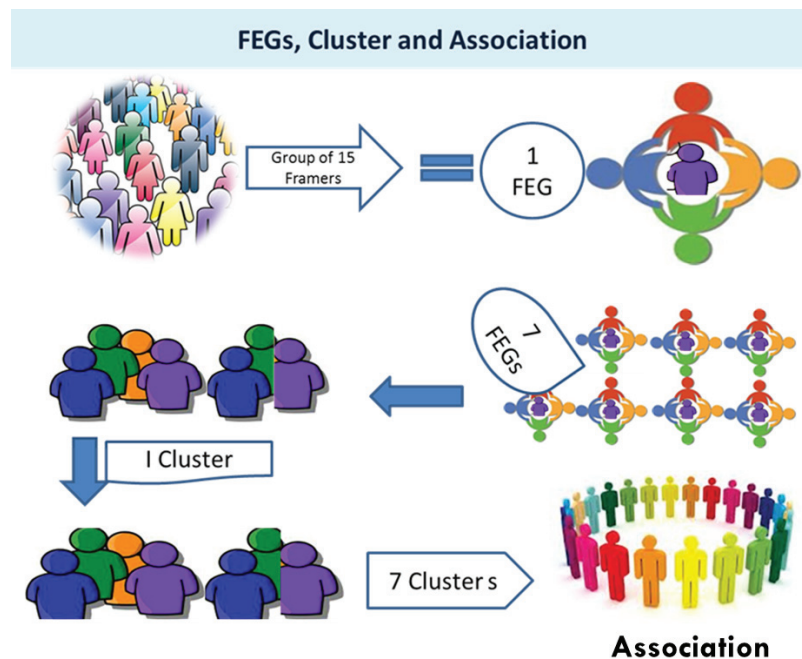 FEGs, Cluster and Association
Group of 15
Framers
1
FEG
7
FEGs
I Cluster
7 Cluster s
Association